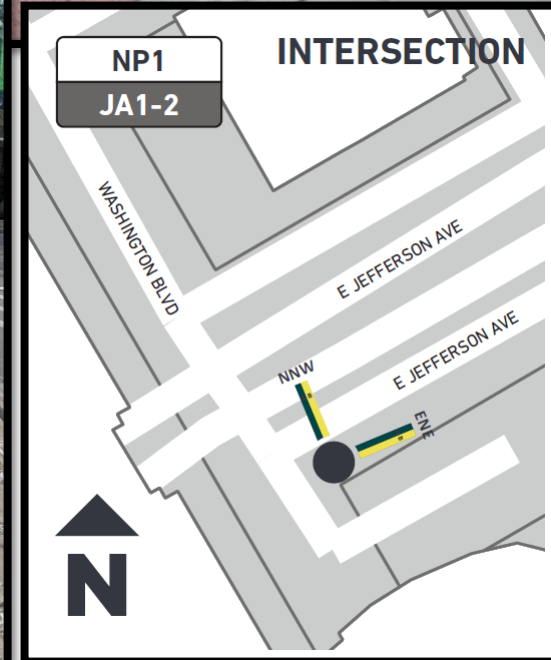 NP1
JA1-2
INTERSECTION
WASHINGTON BLVD
E JEFFERSON AVE
E JEFFERSON AVE
NNW
ENE
N